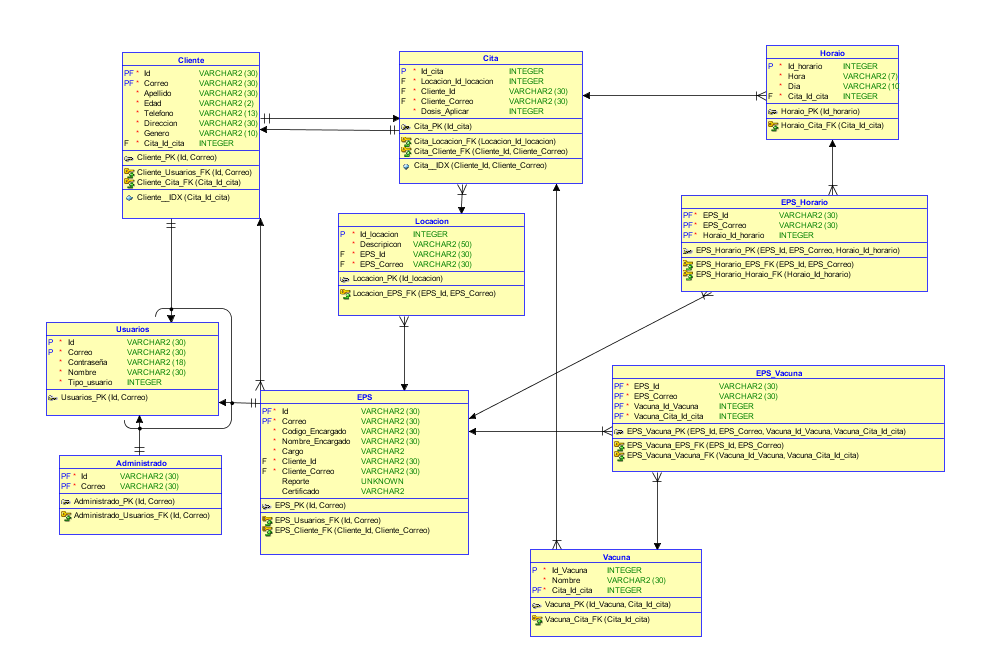 Cliente
PF * Id VARCHAR2 (30)
PF * Correo VARCHAR2 (30)
* Apellido VARCHAR2 (30)
* Edad VARCHAR2 (2)
* Telefono VARCHAR2 (13)
* Direccion VARCHAR2 (30)
* Genero VARCHAR2 (10)
F * Cita_Id_cita INTEGER
Cliente_PK (Id, Correo)
Cliente_Usuarios_FK (Id, Correo)
Cliente_Cita_FK (Cita_Id_cita)
Cliente__IDX (Cita_Id_cita)
Cita
P * Id_cita INTEGER
F * Locacion_Id_locacion INTEGER
F * Cliente_Id VARCHAR2 (30)
F * Cliente_Correo VARCHAR2 (30)
* Dosis_Aplicar INTEGER
Cita_PK (Id_cita)
Cita_Locacion_FK (Locacion_Id_locacion)
Cita_Cliente_FK (Cliente_Id, Cliente_Correo)
Cita__IDX (Cliente_Id, Cliente_Correo)
Horaio
P * Id_horario INTEGER
* Hora VARCHAR2 (7)
* Dia VARCHAR2 (10
F * Cita_Id_cita INTEGER
Horaio_PK (Id_horario)
Horaio_Cita_FK (Cita_Id_cita)
EPS_Horario
PF * EPS_Id VARCHAR2 (30)
PF * EPS_Correo VARCHAR2 (30)
PF * Horaio_Id_horario INTEGER
EPS_Horario_PK (EPS_Id, EPS_Correo, Horaio_Id_horario)
EPS_Horario_EPS_FK (EPS_Id, EPS_Correo)
EPS_Horario_Horaio_FK (Horaio_Id_horario)
Locacion
P * Id_locacion INTEGER
* Descripicon VARCHAR2 (50)
F * EPS_Id VARCHAR2 (30)
F * EPS_Correo VARCHAR2 (30)
Locacion_PK (Id_locacion)
Locacion_EPS_FK (EPS_Id, EPS_Correo)
Usuarios
P * Id VARCHAR2 (30)
P * Correo VARCHAR2 (30)
* Contraseña VARCHAR2 (18)
* Nombre VARCHAR2 (30)
* Tipo_usuario INTEGER
Usuarios_PK (Id, Correo)
EPS_Vacuna
PF * EPS_Id VARCHAR2 (30)
PF * EPS_Correo VARCHAR2 (30)
PF * Vacuna_Id_Vacuna INTEGER
PF * Vacuna_Cita_Id_cita INTEGER
EPS_Vacuna_PK (EPS_Id, EPS_Correo, Vacuna_Id_Vacuna, Vacuna_Cita_Id_cita)
EPS_Vacuna_EPS_FK (EPS_Id, EPS_Correo)
EPS_Vacuna_Vacuna_FK (Vacuna_Id_Vacuna, Vacuna_Cita_Id_cita)
EPS
PF * Id VARCHAR2 (30)
PF * Correo VARCHAR2 (30)
* Codigo_Encargado VARCHAR2 (30)
* Nombre_Encargado VARCHAR2 (30)
* Cargo VARCHAR2
F * Cliente_Id VARCHAR2 (30)
F * Cliente_Correo VARCHAR2 (30)
Reporte UNKNOWN
Certificado VARCHAR2
EPS_PK (Id, Correo)
EPS_Usuarios_FK (Id, Correo)
EPS_Cliente_FK (Cliente_Id, Cliente_Correo)
Administrado
PF * Id VARCHAR2 (30)
PF * Correo VARCHAR2 (30)
Administrado_PK (Id, Correo)
Administrado_Usuarios_FK (Id, Correo)
Vacuna
P * Id_Vacuna INTEGER
* Nombre VARCHAR2 (30)
PF * Cita_Id_cita INTEGER
Vacuna_PK (Id_Vacuna, Cita_Id_cita)
Vacuna_Cita_FK (Cita_Id_cita)